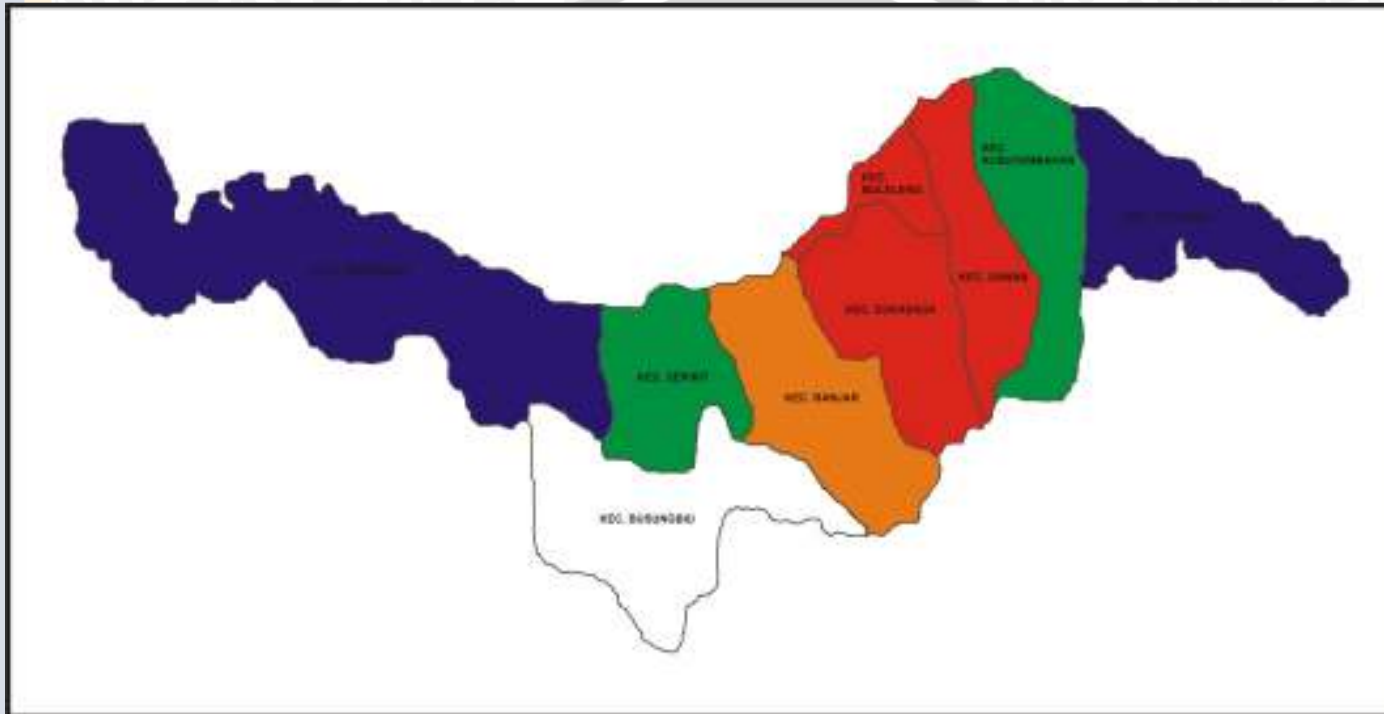 KEC.
KUBUTAMBAHAN
KEC.
BULELENG
KEC. SAWAN
KEC. SUKASADA
KEC. SERIRIT
KEC. BANJAR
KEC. BUSUNGBIU